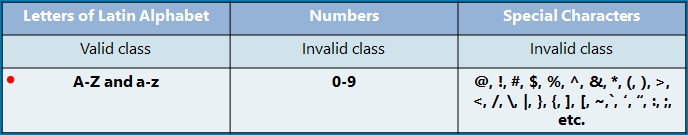 Letters of Latin Alphabet Numbers Special Characters
Valid class Invalid class Invalid class
A-Z and a-z 0-9 @, !, #, $, %, ^, &, *, (, ), >,
<, /, \, |, }, {, ], [, ~,`, ‘, “, :, ;,
etc.